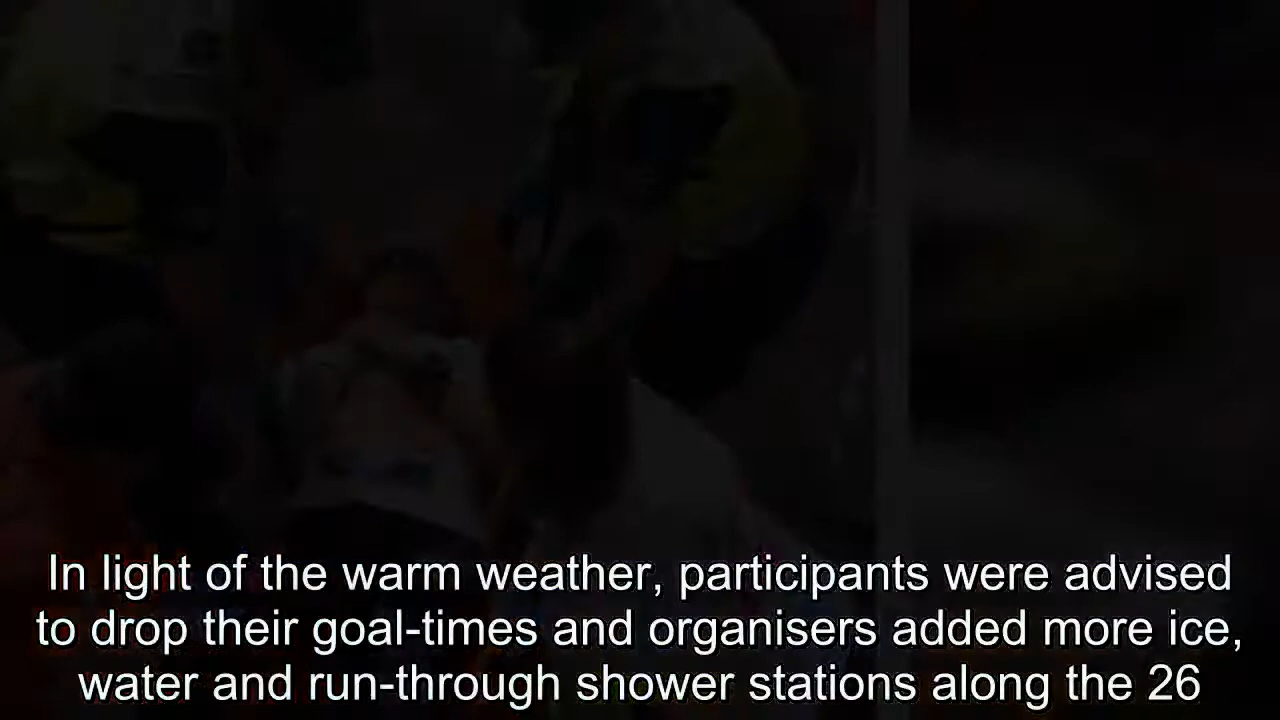 In light of the warm weather, participants were advised
to drop their goal-times and organisers added more ice,
water and run-through shower stations along the 26